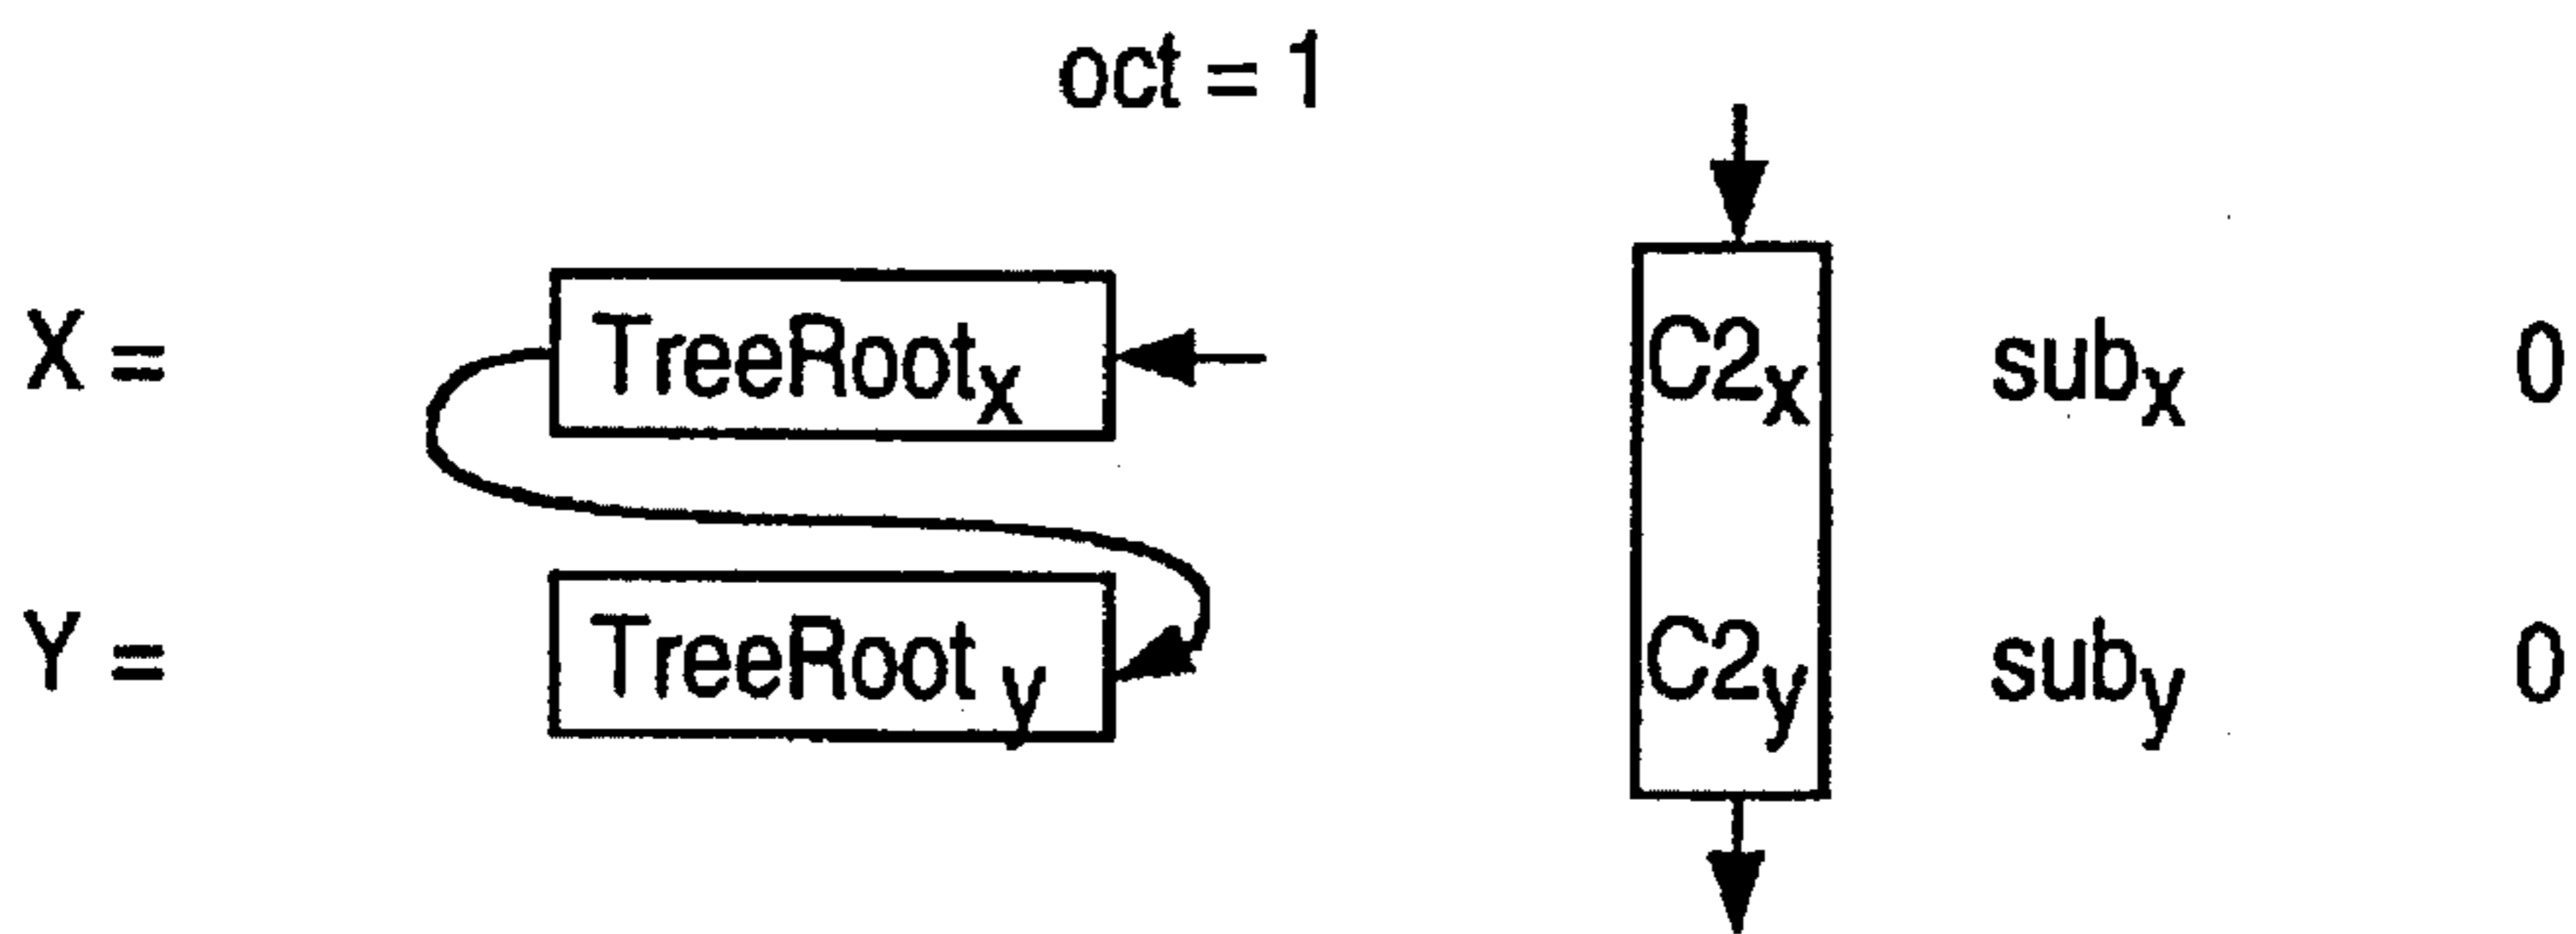 oct = 1
X = TreeRootx C2x subx 0
Y = TreeRooty C2y suby 0